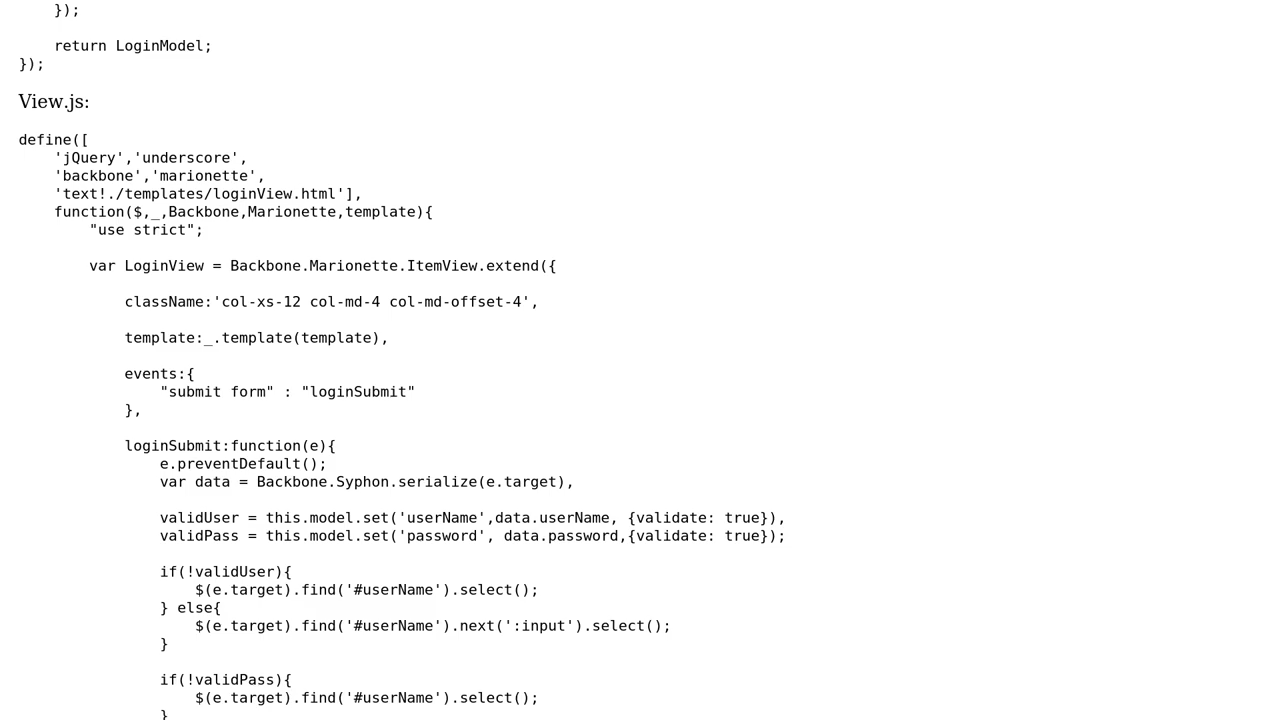 });
return LoginModel;
});
View.js:
define([
'jQuery','underscore',
'backbone','marionette',
'text!./templates/loginView.html'],
function($,_,Backbone,Marionette,template){
"use strict";
var LoginView = Backbone.Marionette.ItemView.extend({
className:'col-xs-12 col-md-4 col-md-offset-4',
template:_.template(template),
events:{
"submit form" : "loginSubmit"
},
loginSubmit:function(e){
e.preventDefault();
var data = Backbone.Syphon.serialize(e.target),
validUser = this.model.set('userName',data.userName, {validate: true}),
validPass = this.model.set('password', data.password,{validate: true});
if(!validUser){
$(e.target).find('#userName').select();
} else{
$(e.target).find('#userName').next(':input').select();
}
if(!validPass){
$(e.target).find('#userName').select();
}